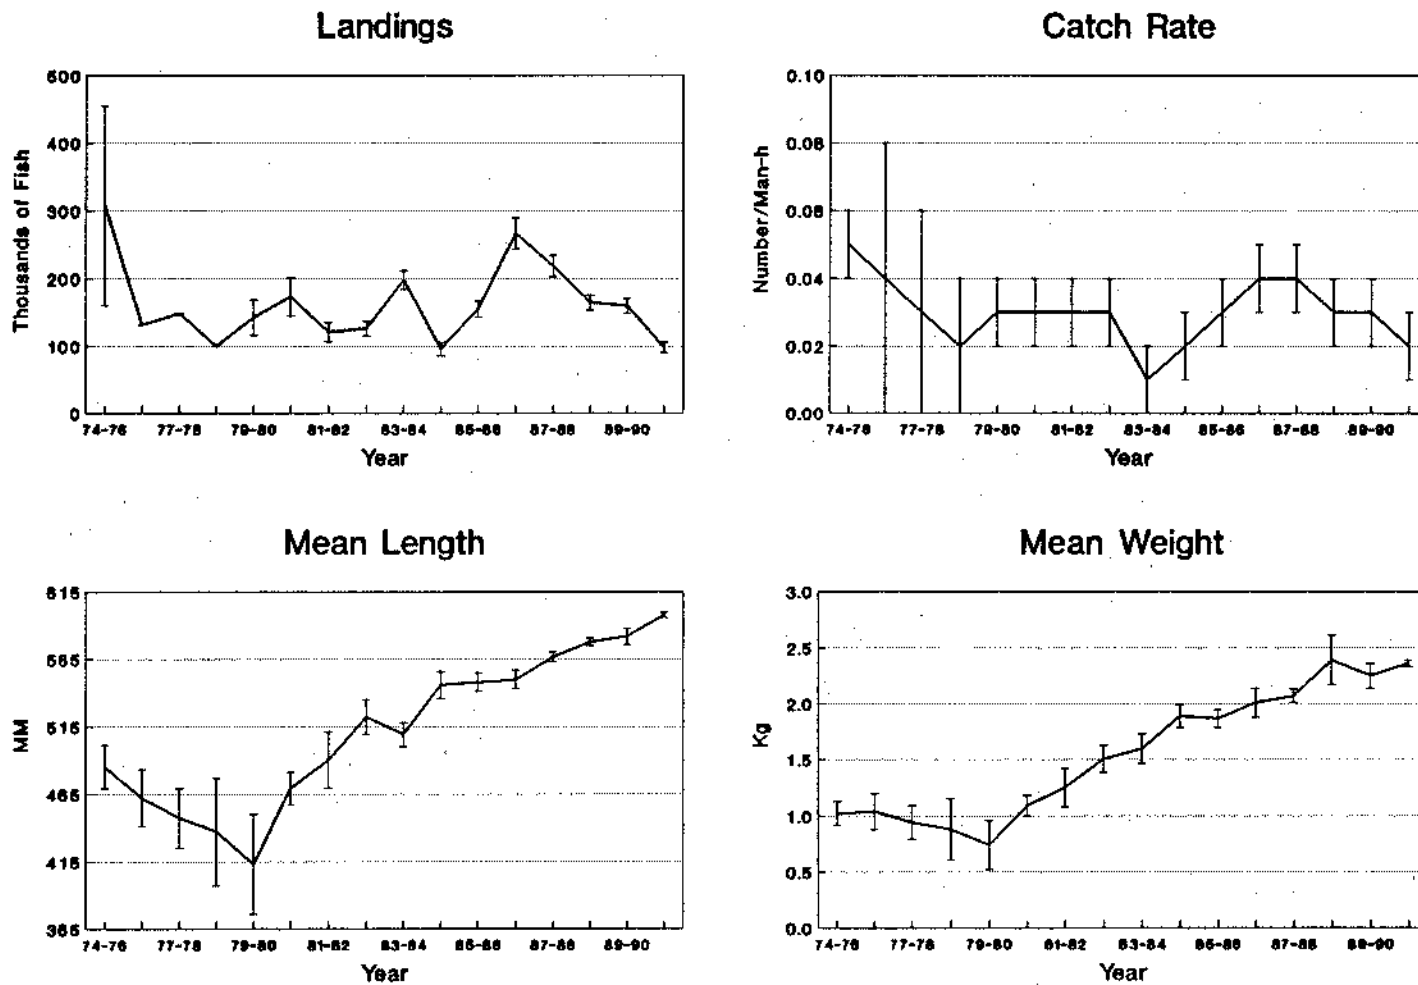 Landings
Thousands of Fish
500
400
300
200
100
0
74-76 77-78 79-80 81-82 83-84 85-86 87-88 89-90
Year
Catch Rate
Number/Man-h
0.10
0.08
0.06
0.04
0.02
0.00
74-76 77-78 79-80 81-82 83-84 85-86 87-88 89-90
Year
Mean Length
MM
615
565
515
465
415
365
74-76 77-78 79-80 81-82 83-84 85-86 87-88 89-90
Year
Mean Weight
Kg
3.0
2.5
2.0
1.5
1.0
0.5
0.0
74-76 77-78 79-80 81-82 83-84 85-86 87-88 89-90
Year